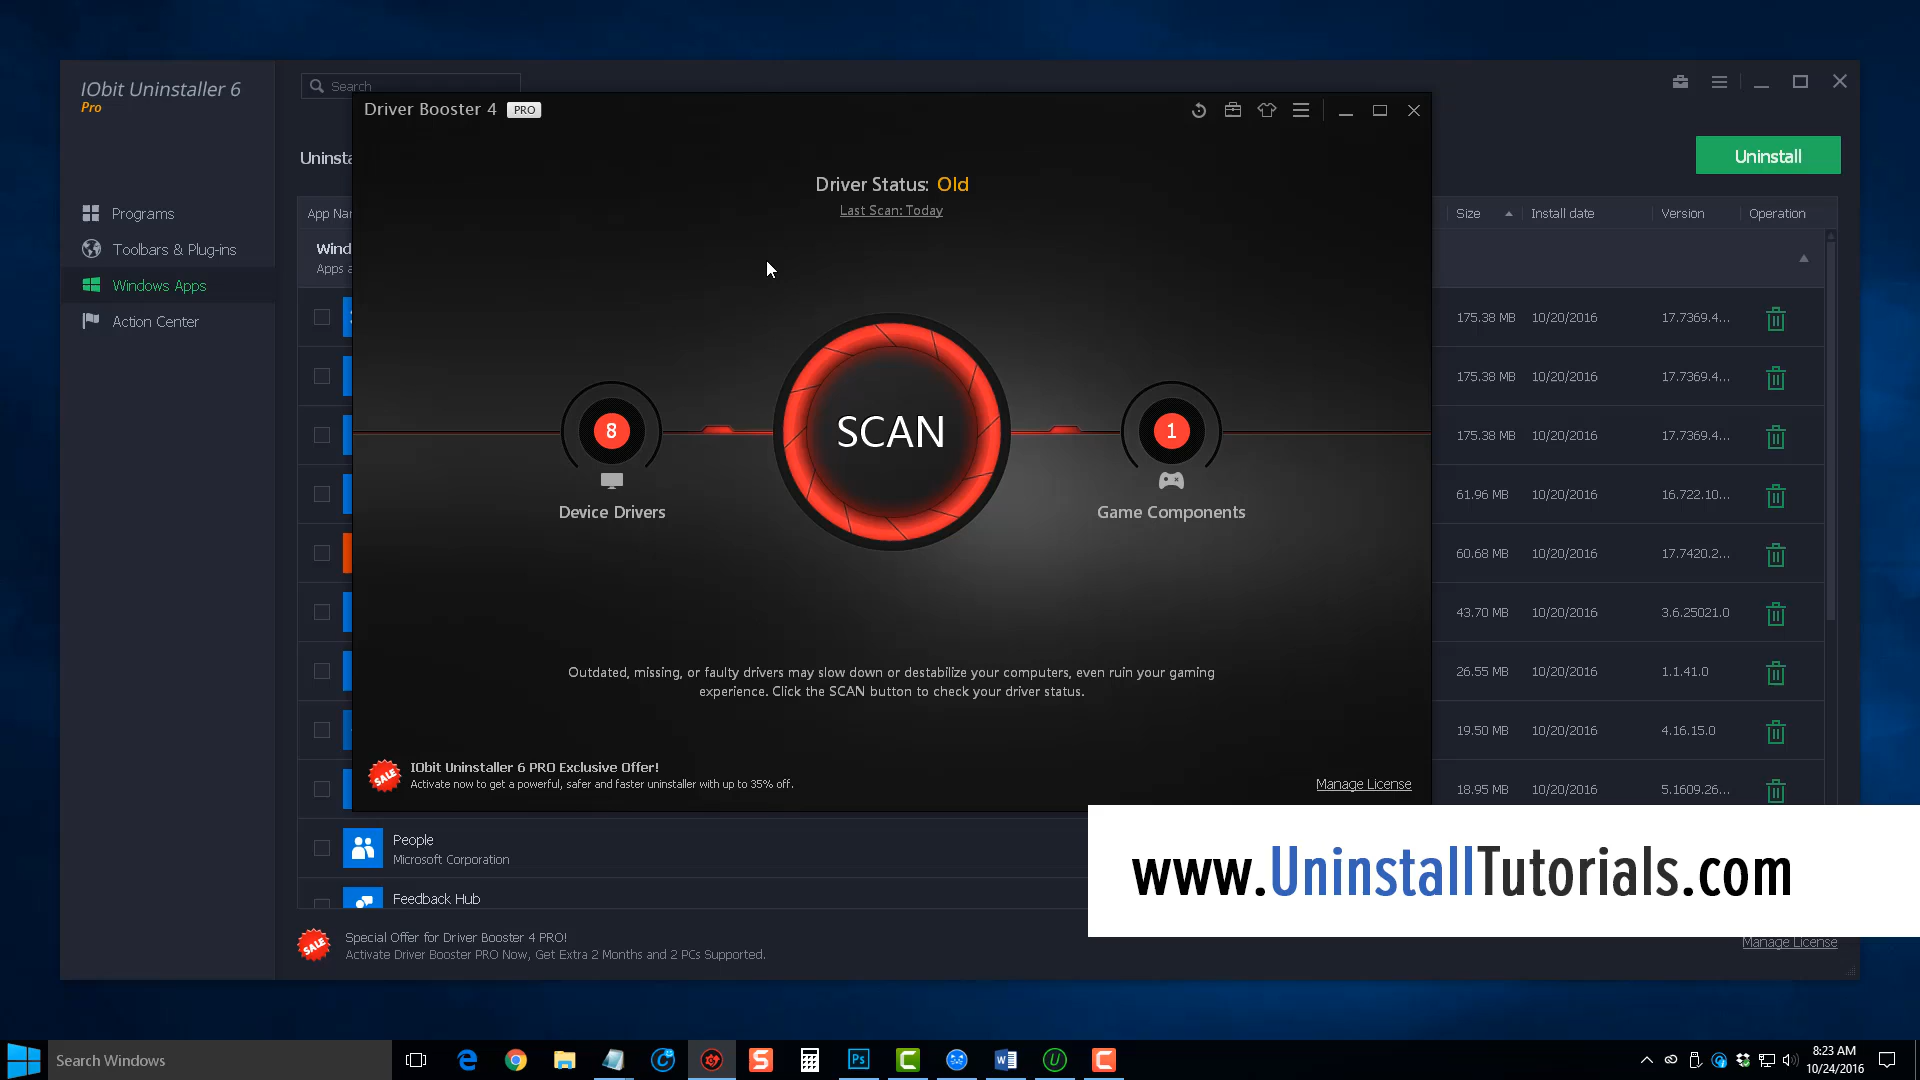 IObit Uninstaller 6
Pro
Search
Driver Booster 4 PRO
Uninsta
Uninstall
Driver Status: Old
Last Scan: Today
Programs
Toolbars & Plug-ins
Windows Apps
Action Center
App Nar
Size
Install date
Version
Operation
Wind
Apps a
175.38 MB 10/20/2016 17.7369.4...
175.38 MB 10/20/2016 17.7369.4...
175.38 MB 10/20/2016 17.7369.4...
61.96 MB 10/20/2016 16.722.10...
60.68 MB 10/20/2016 17.7420.2...
43.70 MB 10/20/2016 3.6.25021.0
26.55 MB 10/20/2016 1.1.41.0
19.50 MB 10/20/2016 4.16.15.0
18.95 MB 10/20/2016 5.1609.26...
8
SCAN
1
Device Drivers
Game Components
Outdated, missing, or faulty drivers may slow down or destabilize your computers, even ruin your gaming
experience. Click the SCAN button to check your driver status.
SALE
IObit Uninstaller 6 PRO Exclusive Offer!
Activate now to get a powerful, safer and faster uninstaller with up to 35% off.
Manage License
People
Microsoft Corporation
Feedback Hub
www.UninstallTutorials.com
SALE
Special Offer for Driver Booster 4 PRO!
Activate Driver Booster PRO Now, Get Extra 2 Months and 2 PCs Supported.
Manage License
Search Windows
8:23 AM
10/24/2016